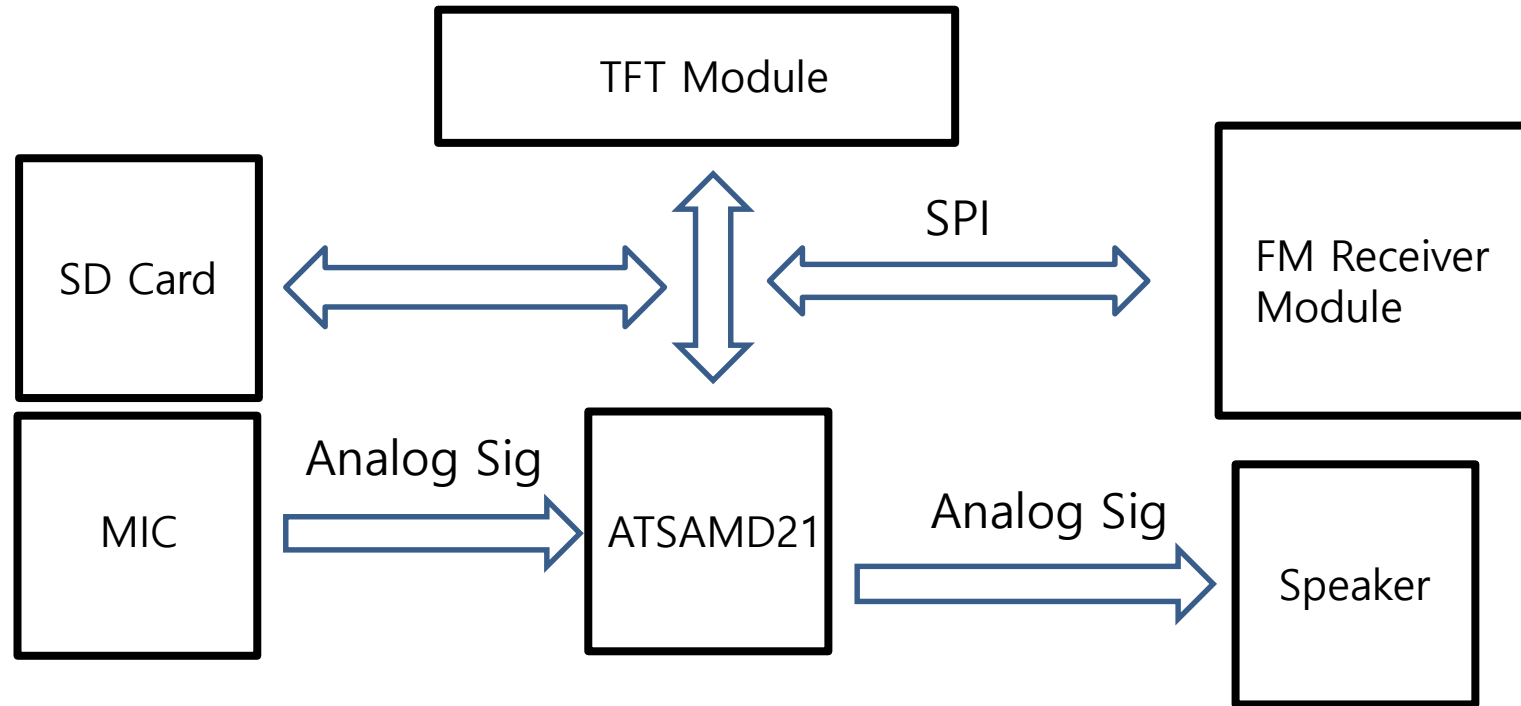 TFT Module
SPI
SD Card
FM Receiver
Module
Analog Sig
MIC
ATSAMD21
Analog Sig
Speaker